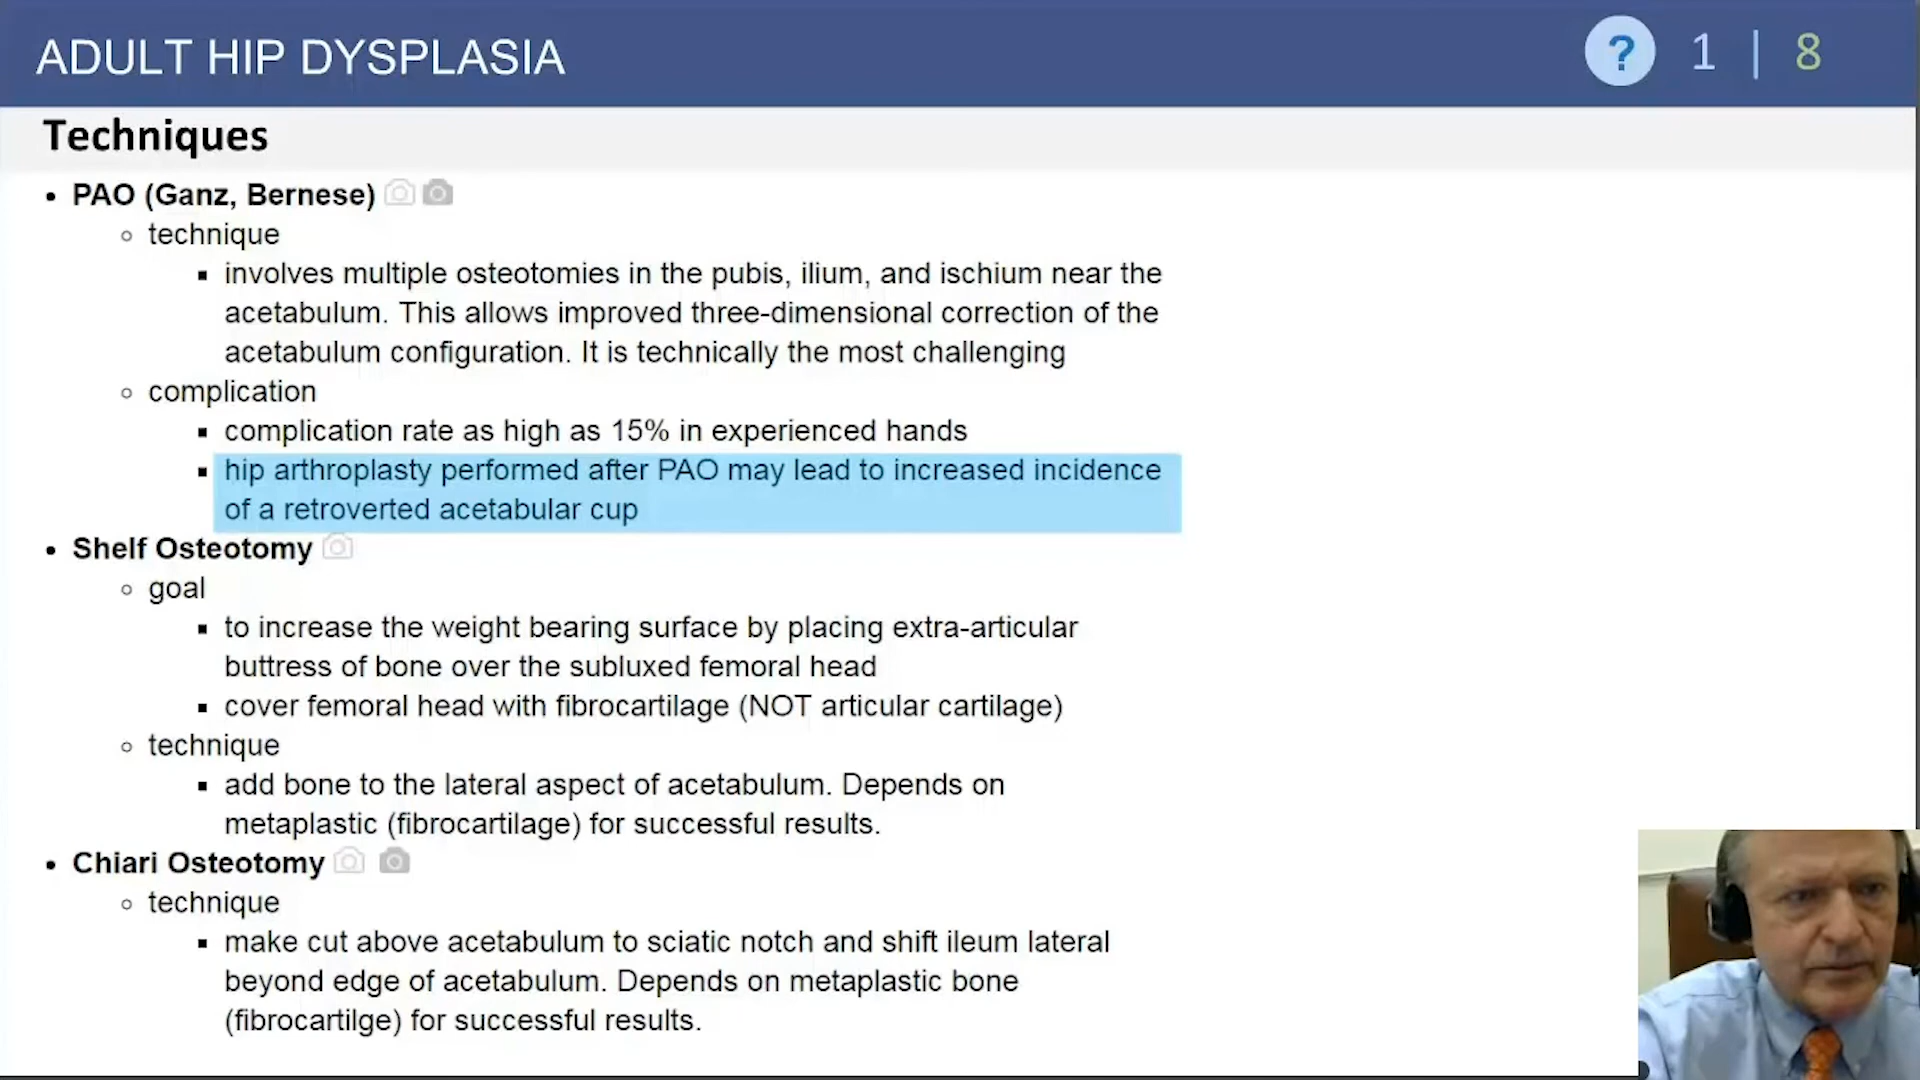 ADULT HIP DYSPLASIA
? 1 | 8
Techniques
• PAO (Ganz, Bernese)
○ technique
▪ involves multiple osteotomies in the pubis, ilium, and ischium near the
acetabulum. This allows improved three-dimensional correction of the
acetabulum configuration. It is technically the most challenging
○ complication
▪ complication rate as high as 15% in experienced hands
▪ hip arthroplasty performed after PAO may lead to increased incidence
of a retroverted acetabular cup
• Shelf Osteotomy
○ goal
▪ to increase the weight bearing surface by placing extra-articular
buttress of bone over the subluxed femoral head
▪ cover femoral head with fibrocartilage (NOT articular cartilage)
○ technique
▪ add bone to the lateral aspect of acetabulum. Depends on
metaplastic (fibrocartilage) for successful results.
• Chiari Osteotomy
○ technique
▪ make cut above acetabulum to sciatic notch and shift ileum lateral
beyond edge of acetabulum. Depends on metaplastic bone
(fibrocartilge) for successful results.